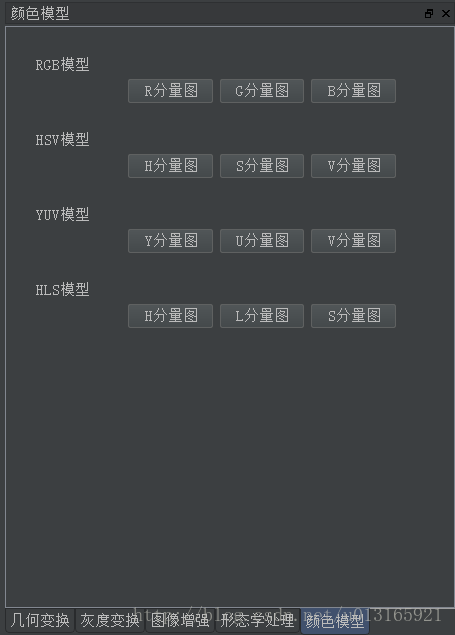 颜色模型
RGB模型
R分量图 G分量图 B分量图
HSV模型
H分量图 S分量图 V分量图
YUV模型
Y分量图 U分量图 V分量图
HLS模型
H分量图 L分量图 S分量图
几何变换 灰度变换 图像增强 形态学处理 颜色模型
http://blog.csdn.net/u013165921